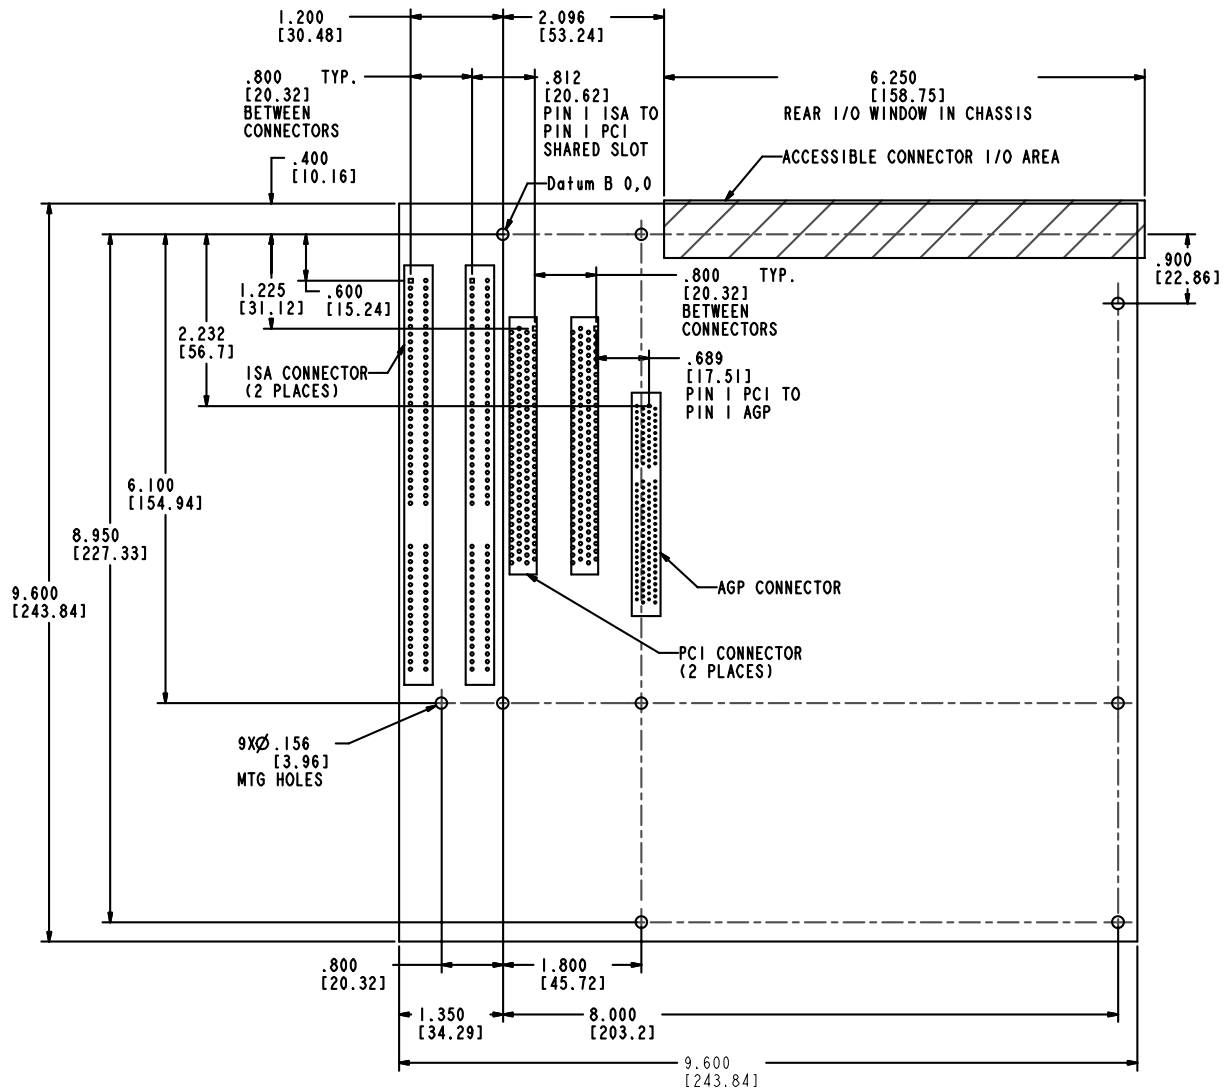 1.200
[30.48]
2.096
[53.24]
.800 TYP.
[20.32]
BETWEEN
CONNECTORS
.812
[20.62]
PIN 1 ISA TO
PIN 1 PCI
SHARED SLOT
6.250
[158.75]
REAR I/O WINDOW IN CHASSIS
ACCESSIBLE CONNECTOR I/O AREA
.400
[10.16]
Datum B 0,0
.900
[22.86]
1.225
[31.12]
.600
[15.24]
.800 TYP.
[20.32]
BETWEEN
CONNECTORS
2.232
[56.7]
ISA CONNECTOR
(2 PLACES)
.689
[17.51]
PIN 1 PCI TO
PIN 1 AGP
6.100
[154.94]
8.950
[227.33]
9.600
[243.84]
AGP CONNECTOR
PCI CONNECTOR
(2 PLACES)
9XØ .156
[3.96]
MTG HOLES
.800
[20.32]
1.800
[45.72]
1.350
[34.29]
8.000
[203.2]
9.600
[243.84]